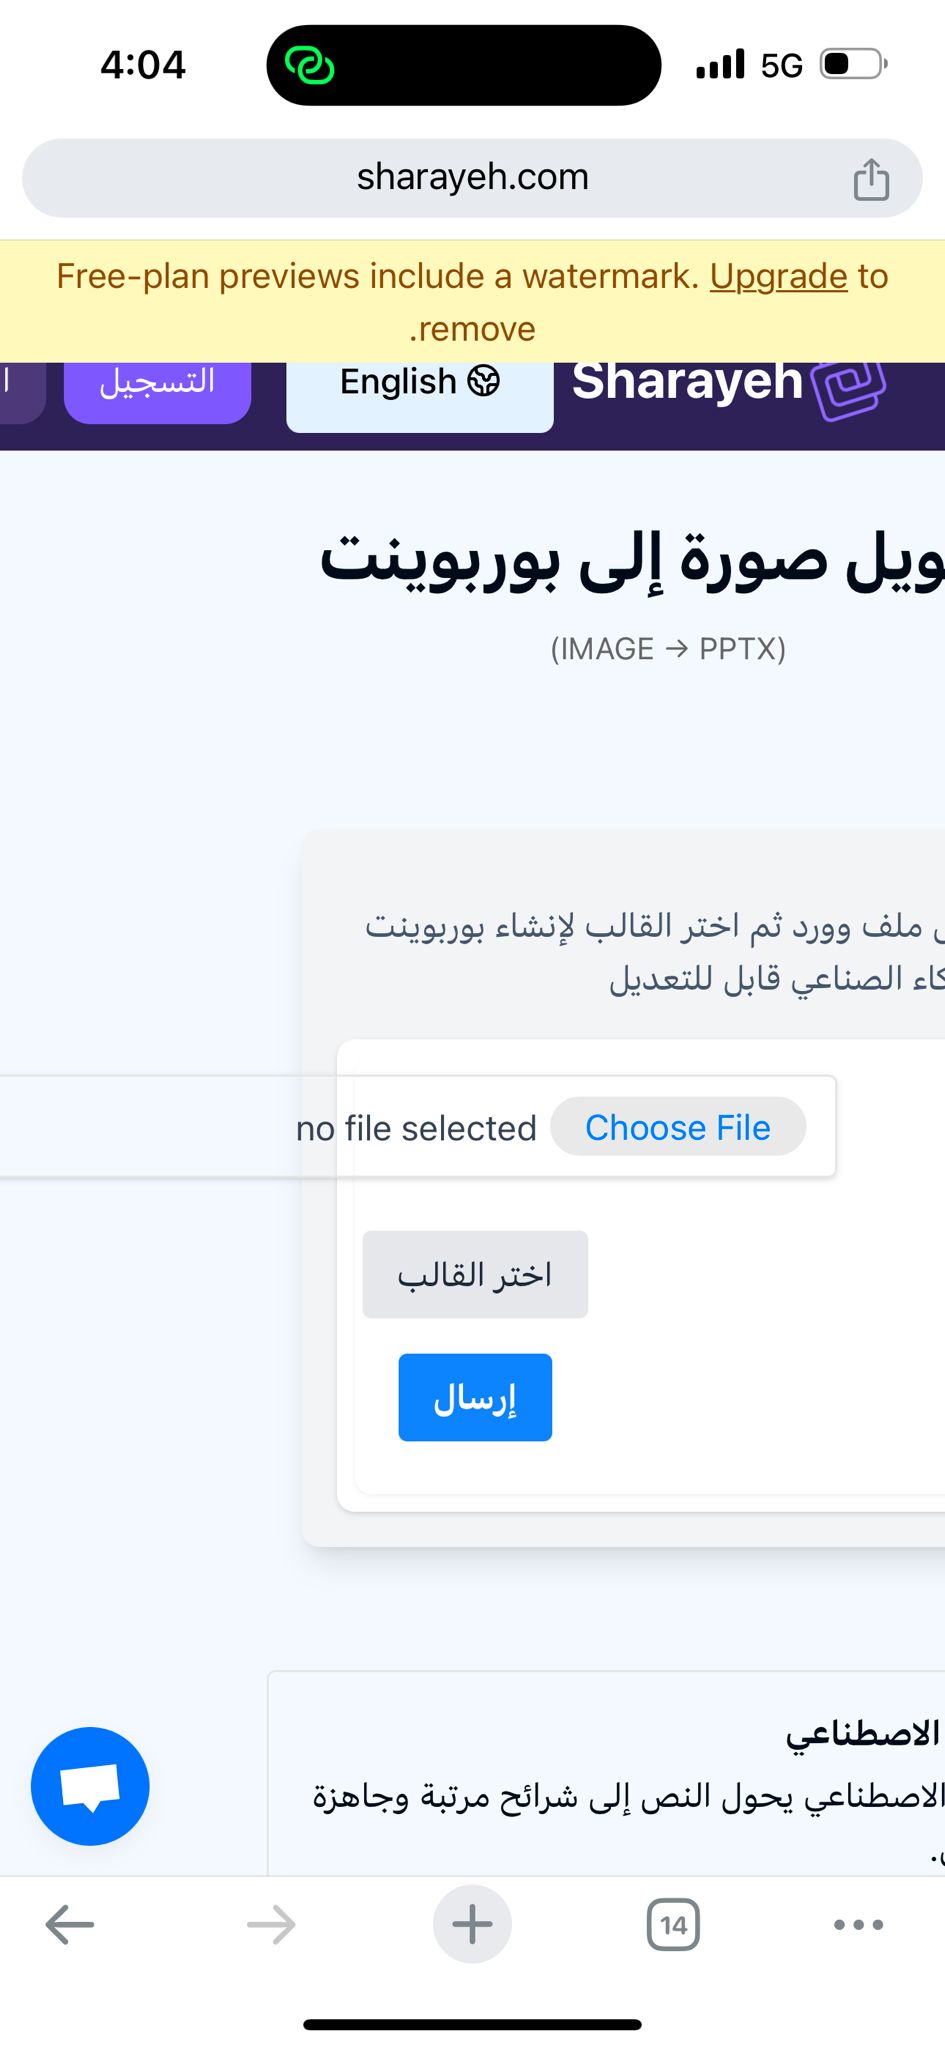 4:04
5G
sharayeh.com
Free-plan previews include a watermark. Upgrade to
remove.
التسجيل
English
Sharayeh
صورة إلى بوربوينت
(IMAGE → PPTX)
ملف وورد ثم اختر القالب لإنشاء بوربوينت
الصناعي قابل للتعديل
Choose File no file selected
اختر القالب
إرسال
الاصطناعي
الاصطناعي يحول النص إلى شرائح مرتبة وجاهزة
14